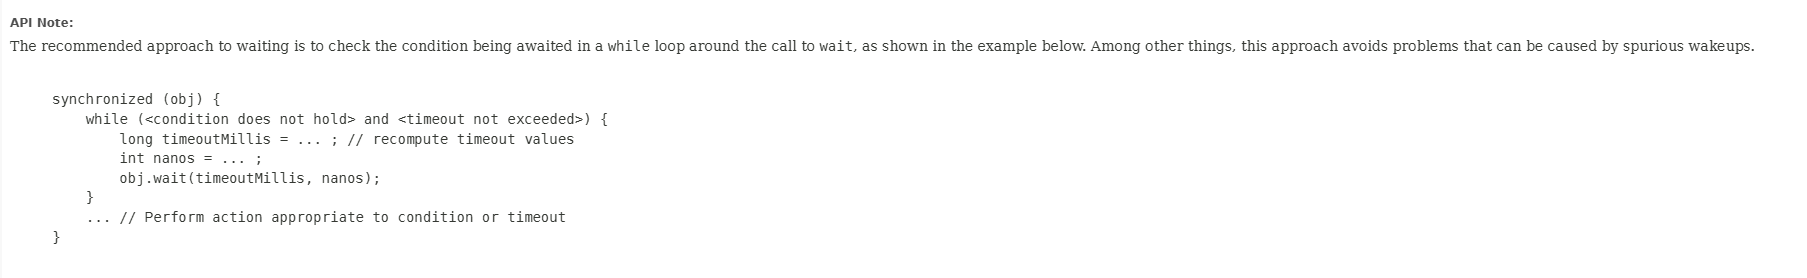 API Note:
The recommended approach to waiting is to check the condition being awaited in a while loop around the call to wait, as shown in the example below. Among other things, this approach avoids problems that can be caused by spurious wakeups.
synchronized (obj) {
    while (<condition does not hold> and <timeout not exceeded>) {
        long timeoutMillis = ... ; // recompute timeout values
        int nanos = ... ;
        obj.wait(timeoutMillis, nanos);
    }
    ... // Perform action appropriate to condition or timeout
}